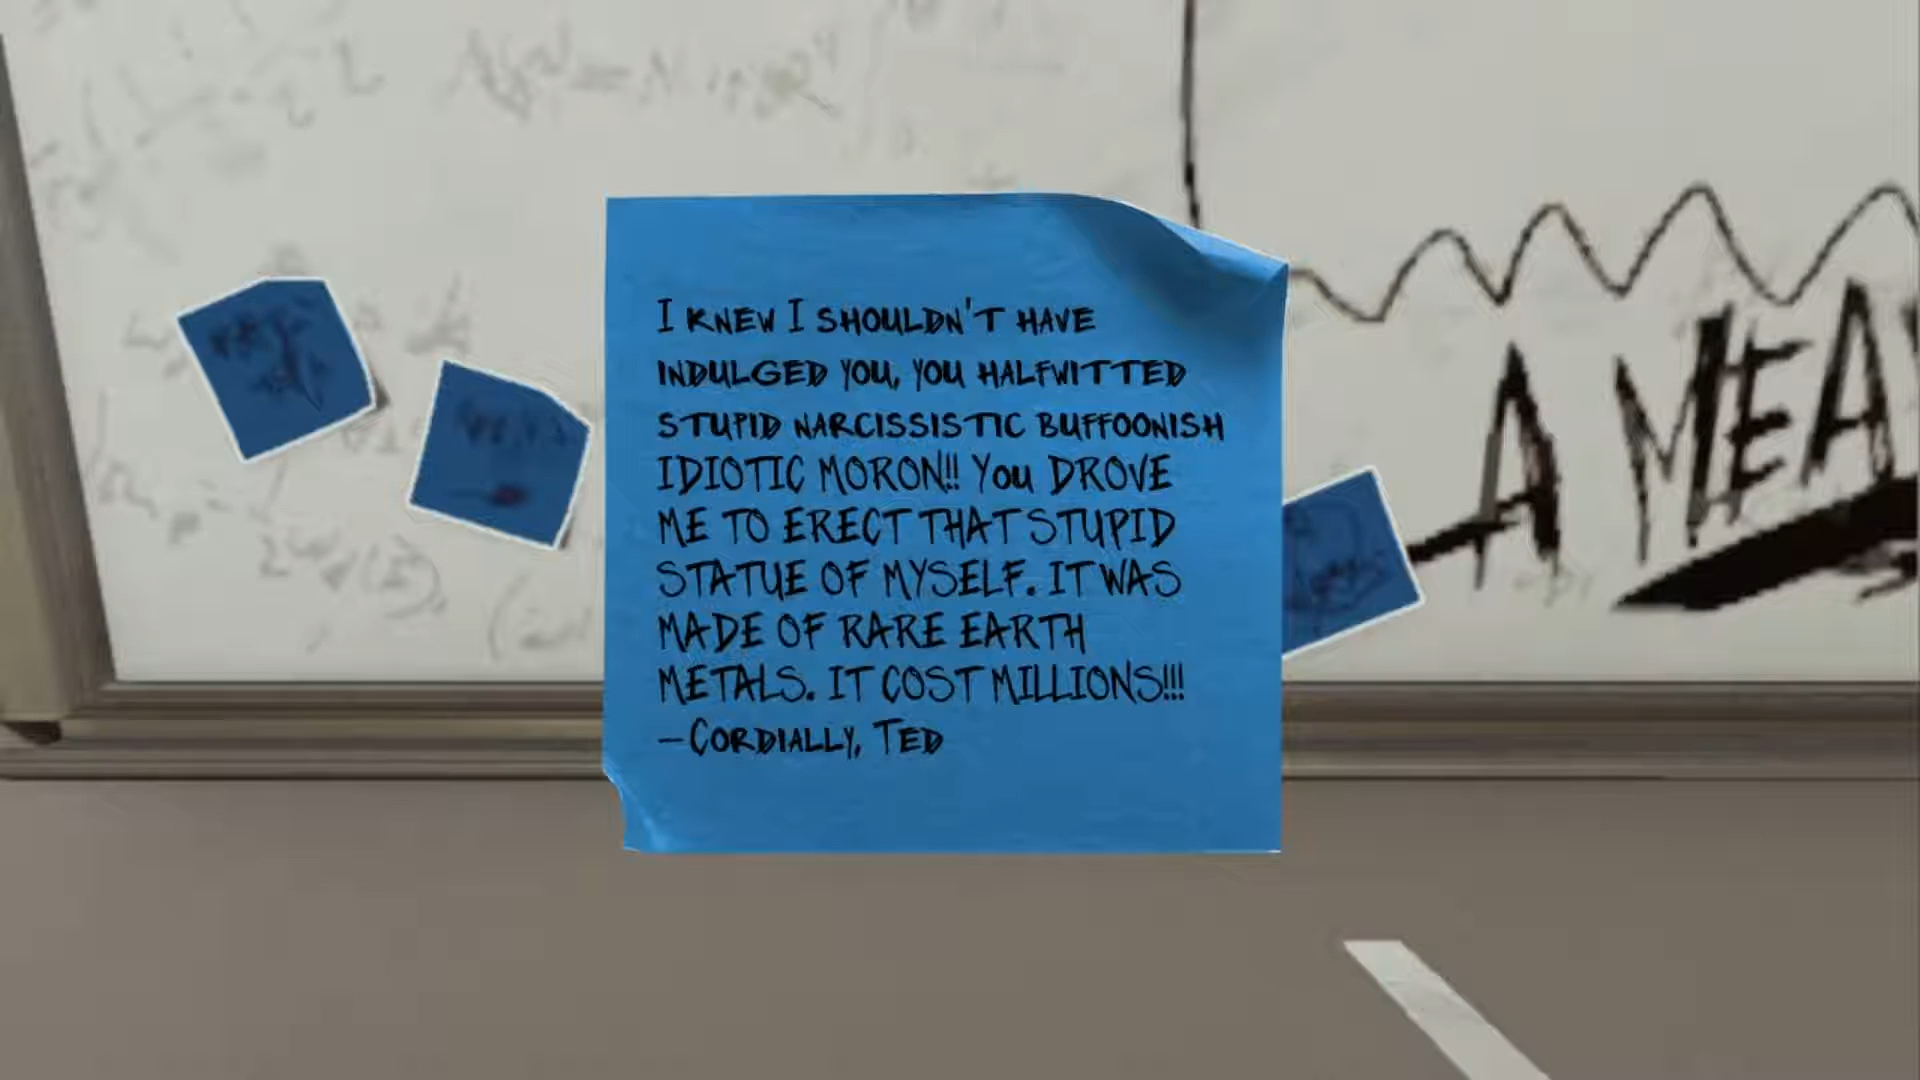 I KNEW I SHOULDN'T HAVE
INDULGED YOU, YOU HALFWITTED
STUPID NARCISSISTIC BUFFOONISH
IDIOTIC MORON!! YOU DROVE
ME TO ERECT THAT STUPID
STATUE OF MYSELF. IT WAS
MADE OF RARE EARTH
METALS. IT COST MILLIONS!!!
—CORDIALLY, TED
A MEA